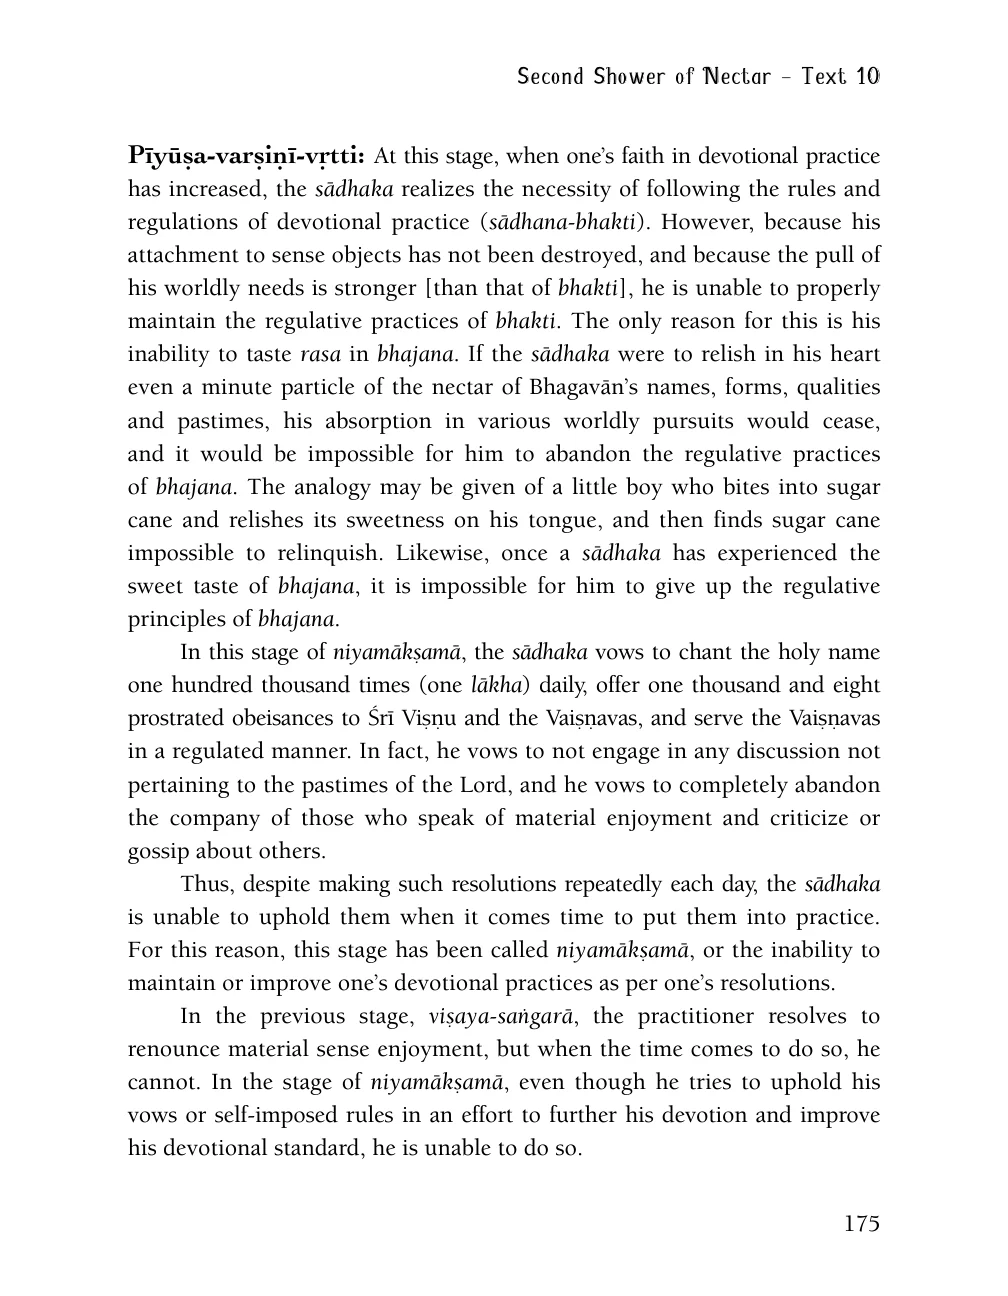 Second Shower of Nectar – Text 10
Pīyūṣa-varṣiṇī-vṛtti: At this stage, when one’s faith in devotional practice
has increased, the sādhaka realizes the necessity of following the rules and
regulations of devotional practice (sādhana-bhakti). However, because his
attachment to sense objects has not been destroyed, and because the pull of
his worldly needs is stronger [than that of bhakti], he is unable to properly
maintain the regulative practices of bhakti. The only reason for this is his
inability to taste rasa in bhajana. If the sādhaka were to relish in his heart
even a minute particle of the nectar of Bhagavān’s names, forms, qualities
and pastimes, his absorption in various worldly pursuits would cease,
and it would be impossible for him to abandon the regulative practices
of bhajana. The analogy may be given of a little boy who bites into sugar
cane and relishes its sweetness on his tongue, and then finds sugar cane
impossible to relinquish. Likewise, once a sādhaka has experienced the
sweet taste of bhajana, it is impossible for him to give up the regulative
principles of bhajana.
In this stage of niyamākṣamā, the sādhaka vows to chant the holy name
one hundred thousand times (one lākha) daily, offer one thousand and eight
prostrated obeisances to Śrī Viṣṇu and the Vaiṣṇavas, and serve the Vaiṣṇavas
in a regulated manner. In fact, he vows to not engage in any discussion not
pertaining to the pastimes of the Lord, and he vows to completely abandon
the company of those who speak of material enjoyment and criticize or
gossip about others.
Thus, despite making such resolutions repeatedly each day, the sādhaka
is unable to uphold them when it comes time to put them into practice.
For this reason, this stage has been called niyamākṣamā, or the inability to
maintain or improve one’s devotional practices as per one’s resolutions.
In the previous stage, viṣaya-saṅgarā, the practitioner resolves to
renounce material sense enjoyment, but when the time comes to do so, he
cannot. In the stage of niyamākṣamā, even though he tries to uphold his
vows or self-imposed rules in an effort to further his devotion and improve
his devotional standard, he is unable to do so.
175